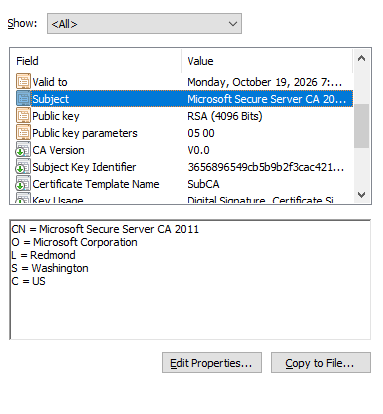 Show: <All>
Field Value
Valid to Monday, October 19, 2026 7:...
Subject Microsoft Secure Server CA 20...
Public key RSA (4096 Bits)
Public key parameters 05 00
CA Version V0.0
Subject Key Identifier 3656896549cb5b9b2f3cac421...
Certificate Template Name SubCA
Key Usage Digital Signature, Certificate Si...
CN = Microsoft Secure Server CA 2011
O = Microsoft Corporation
L = Redmond
S = Washington
C = US
Edit Properties... Copy to File...